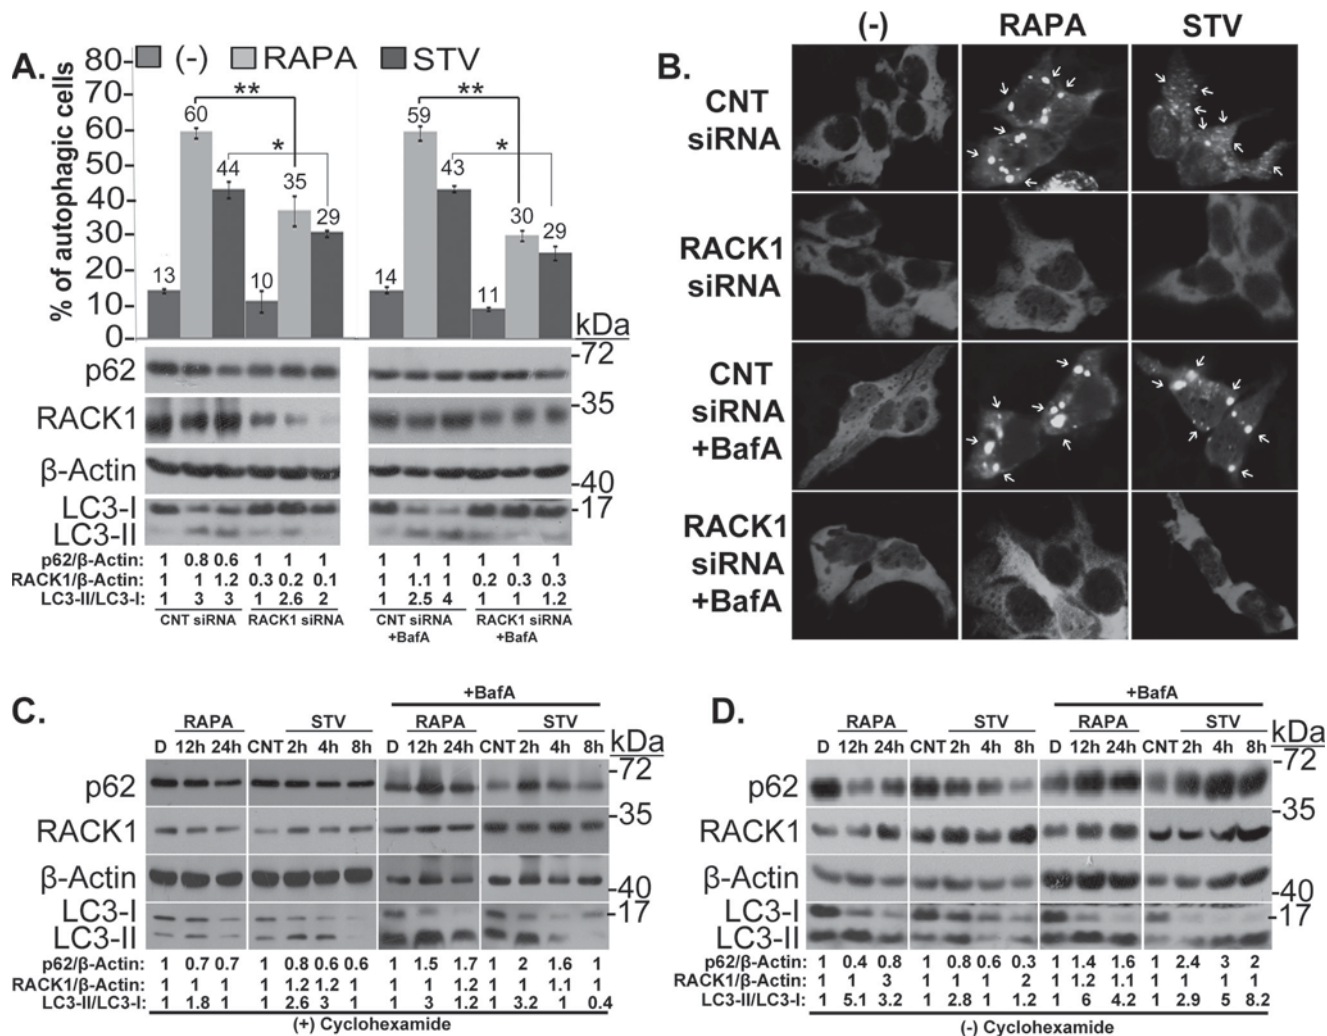 A.
(-) RAPA STV
% of autophagic cells
80
70
60
50
40
30
20
10
0
13 60 44 10 35 29
** *
14 59 43 11 30 29
** *
kDa
p62 -72
RACK1 -35
β-Actin -40
LC3-I -17
LC3-II
p62/β-Actin: 1 0.8 0.6 1 1 1 1 1 1 1 1 1
RACK1/β-Actin: 1 1 1.2 0.3 0.2 0.1 1 1.1 1 0.2 0.3 0.3
LC3-II/LC3-I: 1 3 3 1 2.6 2 1 2.5 4 1 1 1.2
CNT siRNA RACK1 siRNA CNT siRNA +BafA RACK1 siRNA +BafA
B.
(-) RAPA STV
CNT
siRNA
RACK1
siRNA
CNT
siRNA
+BafA
RACK1
siRNA
+BafA
C.
+BafA
RAPA STV RAPA STV
D 12h 24h CNT 2h 4h 8h D 12h 24h CNT 2h 4h 8h kDa
p62 -72
RACK1 -35
β-Actin -40
LC3-I -17
LC3-II
p62/β-Actin: 1 0.7 0.7 1 0.8 0.6 0.6 1 1.5 1.7 1 2 1.6 1
RACK1/β-Actin: 1 1 1 1 1.2 1.2 1 1 1 1.2 1 1 1.1 1
LC3-II/LC3-I: 1 1.8 1 1 2.6 3 1 1 3 1.2 1 3.2 1 0.4
(+) Cyclohexamide
D.
+BafA
RAPA STV RAPA STV
D 12h 24h CNT 2h 4h 8h D 12h 24h CNT 2h 4h 8h kDa
p62 -72
RACK1 -35
β-Actin -40
LC3-I -17
LC3-II
p62/β-Actin: 1 0.4 0.8 1 0.8 0.6 0.3 1 1.4 1.6 1 2.4 3 2
RACK1/β-Actin: 1 1 3 1 1 1 2 1 1.2 1.1 1 1 1 1
LC3-II/LC3-I: 1 5.1 3.2 1 2.8 1 1.2 1 6 4.2 1 2.9 5 8.2
(-) Cyclohexamide